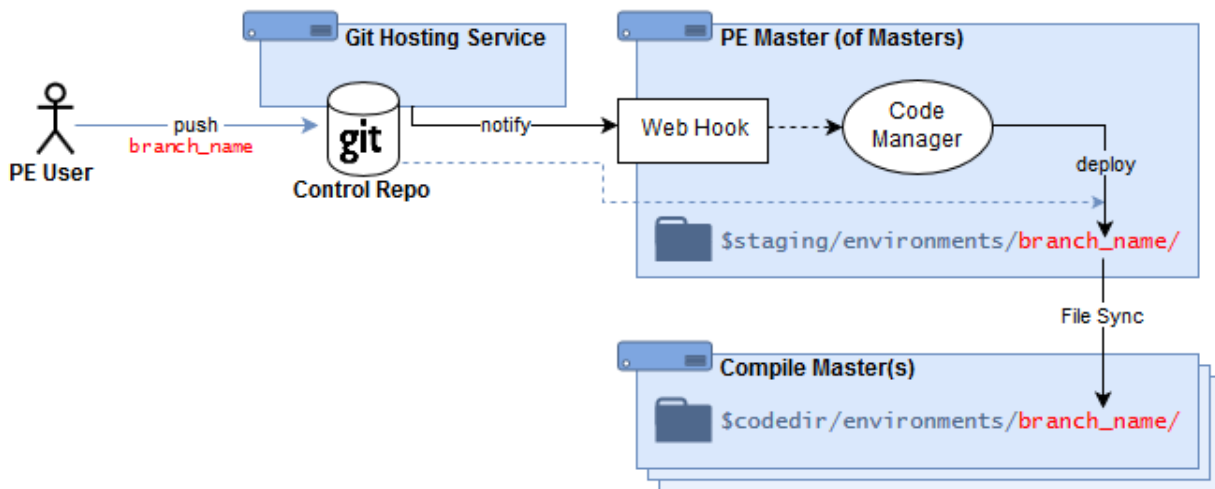 Git Hosting Service
PE Master (of Masters)
PE User
push
branch_name
git
Control Repo
notify
Web Hook
Code
Manager
deploy
$staging/environments/branch_name/
File Sync
Compile Master(s)
$codedir/environments/branch_name/